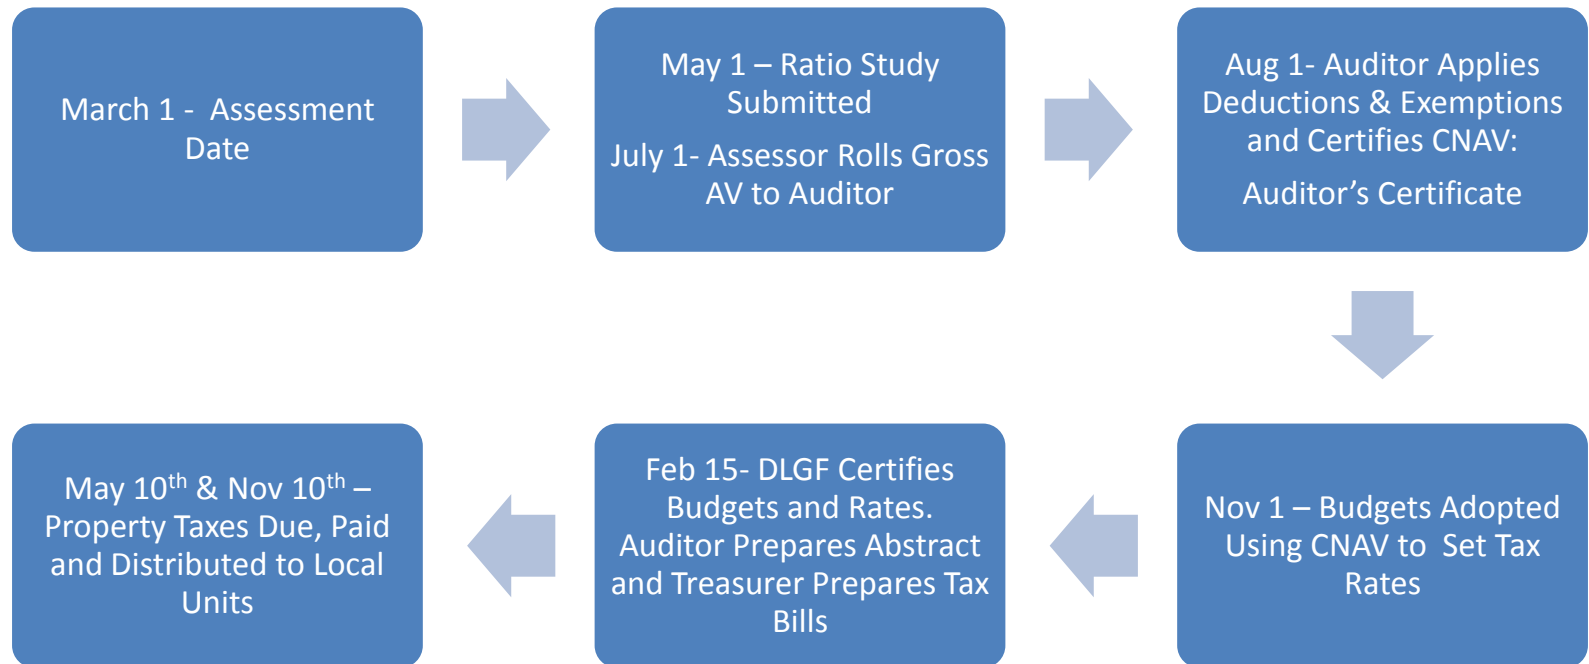 March 1 -  Assessment
Date
May 1 – Ratio Study
Submitted
July 1- Assessor Rolls Gross
AV to Auditor
Aug 1- Auditor Applies
Deductions & Exemptions
and Certifies CNAV:
Auditor’s Certificate
Nov 1 – Budgets Adopted
Using CNAV to  Set Tax
Rates
Feb 15- DLGF Certifies
Budgets and Rates.
Auditor Prepares Abstract
and Treasurer Prepares Tax
Bills
May 10th & Nov 10th –
Property Taxes Due, Paid
and Distributed to Local
Units